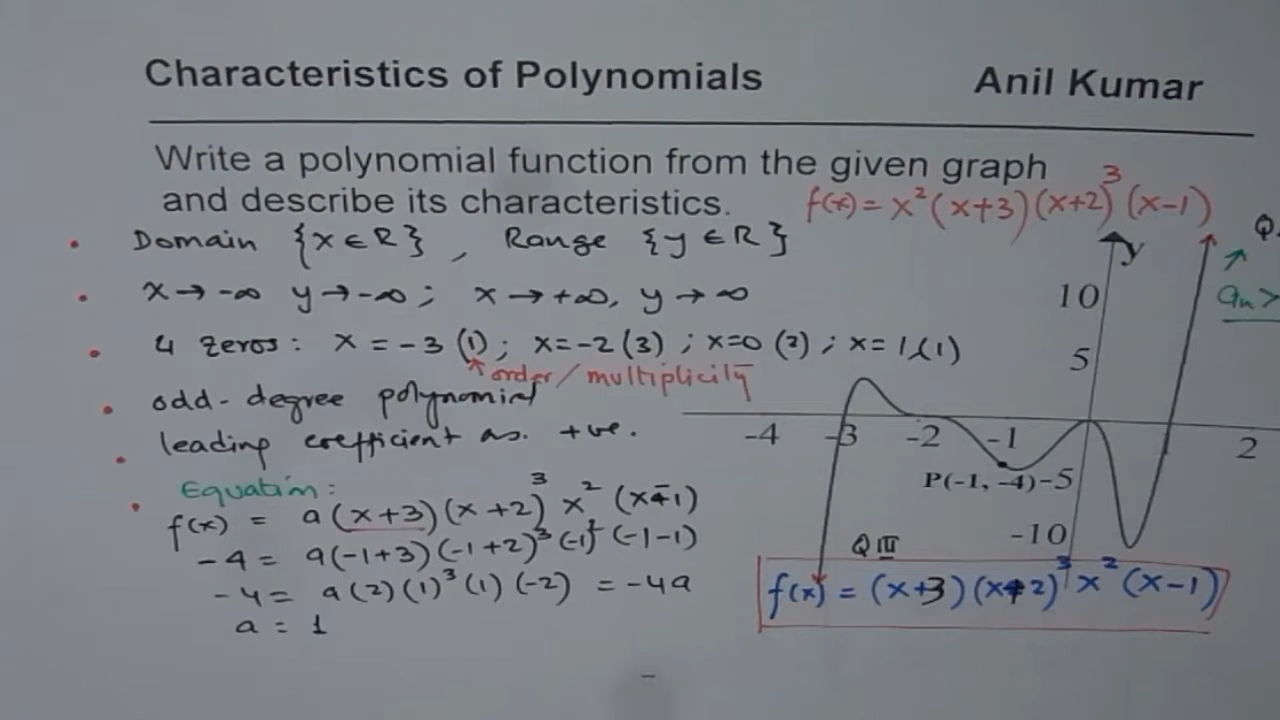 Characteristics of Polynomials Anil Kumar
Write a polynomial function from the given graph
and describe its characteristics.
f(x) = x²(x+3)(x+2)³(x-1)
• Domain {x ∈ R}, Range {y ∈ R}
• x → -∞ y → -∞ ; x → +∞, y → ∞
• 4 zeros: x = -3 (1); x = -2 (3) ; x=0 (2) ; x = 1 (1)
order/multiplicity
• odd-degree polynomial
• leading coefficient as. +ve.
• Equation:
f(x) = a(x+3)(x+2)³ x² (x-1)
-4 = a(-1+3)(-1+2)³(-1)²(-1-1)
-4 = a(2)(1)³(1)(-2) = -4a
a = 1
y
Q
aₙ >
10
5
-4 -3 -2 -1 2
P(-1, -4) -5
-10
Q III
f(x) = (x+3)(x+2)³ x² (x-1)